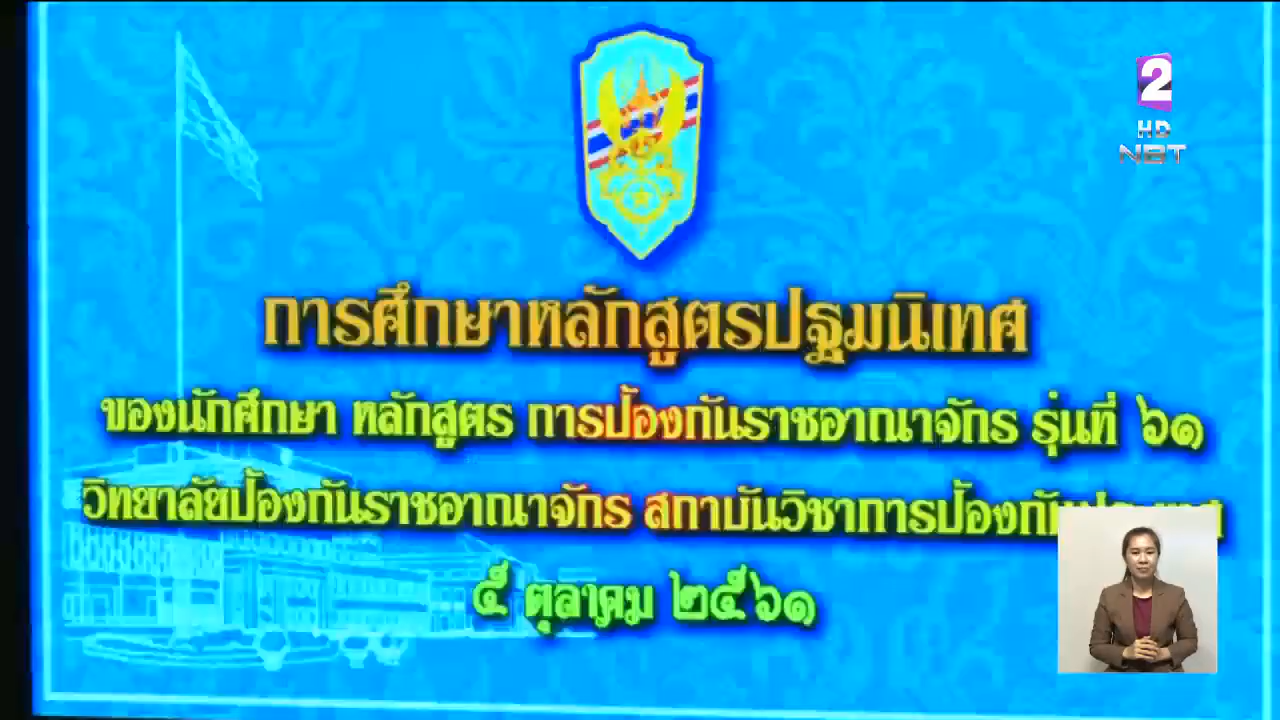 2
HD
NBT
การศึกษาหลักสูตรปฐมนิเทศ
ของนักศึกษา หลักสูตร การป้องกันราชอาณาจักร รุ่นที่ ๖๑
วิทยาลัยป้องกันราชอาณาจักร สถาบันวิชาการป้องกัน
๕ ตุลาคม ๒๕๖๑